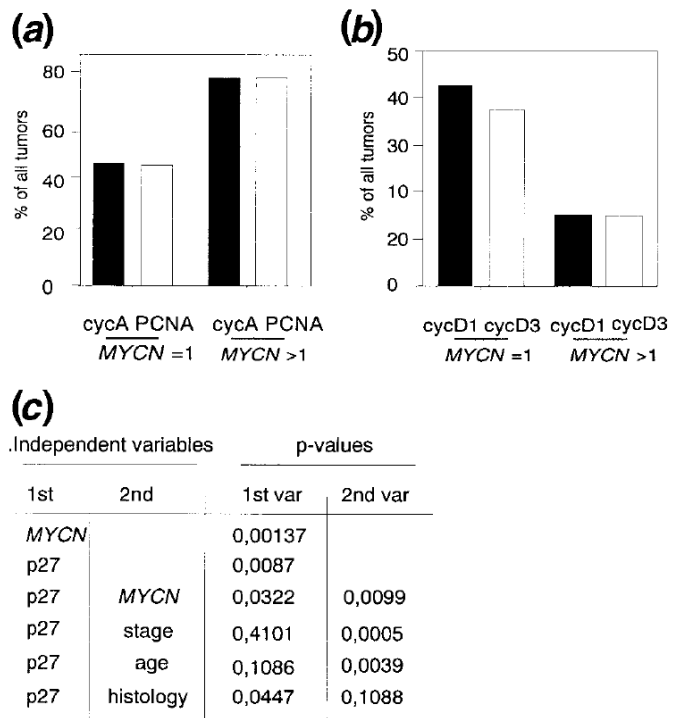 (a)
% of all tumors
80
60
40
20
0
cycA PCNA cycA PCNA
MYCN =1 MYCN >1
(b)
% of all tumors
50
40
30
10
20
0
cycD1 cycD3 cycD1 cycD3
MYCN =1 MYCN >1
(c)
.Independent variables p-values
1st 2nd 1st var 2nd var
MYCN 0,00137
p27 0,0087
p27 MYCN 0,0322 0,0099
p27 stage 0,4101 0,0005
p27 age 0,1086 0,0039
p27 histology 0,0447 0,1088